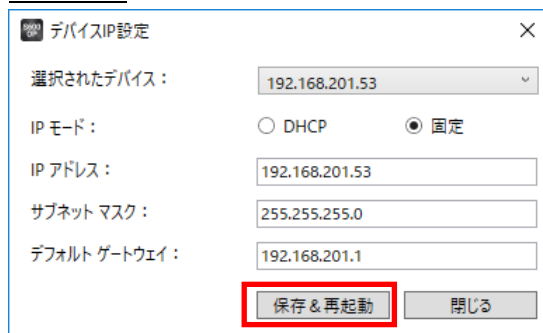 デバイスIP設定
選択されたデバイス： 192.168.201.53
IP モード： DHCP 固定
IP アドレス： 192.168.201.53
サブネット マスク： 255.255.255.0
デフォルト ゲートウェイ： 192.168.201.1
保存＆再起動 閉じる